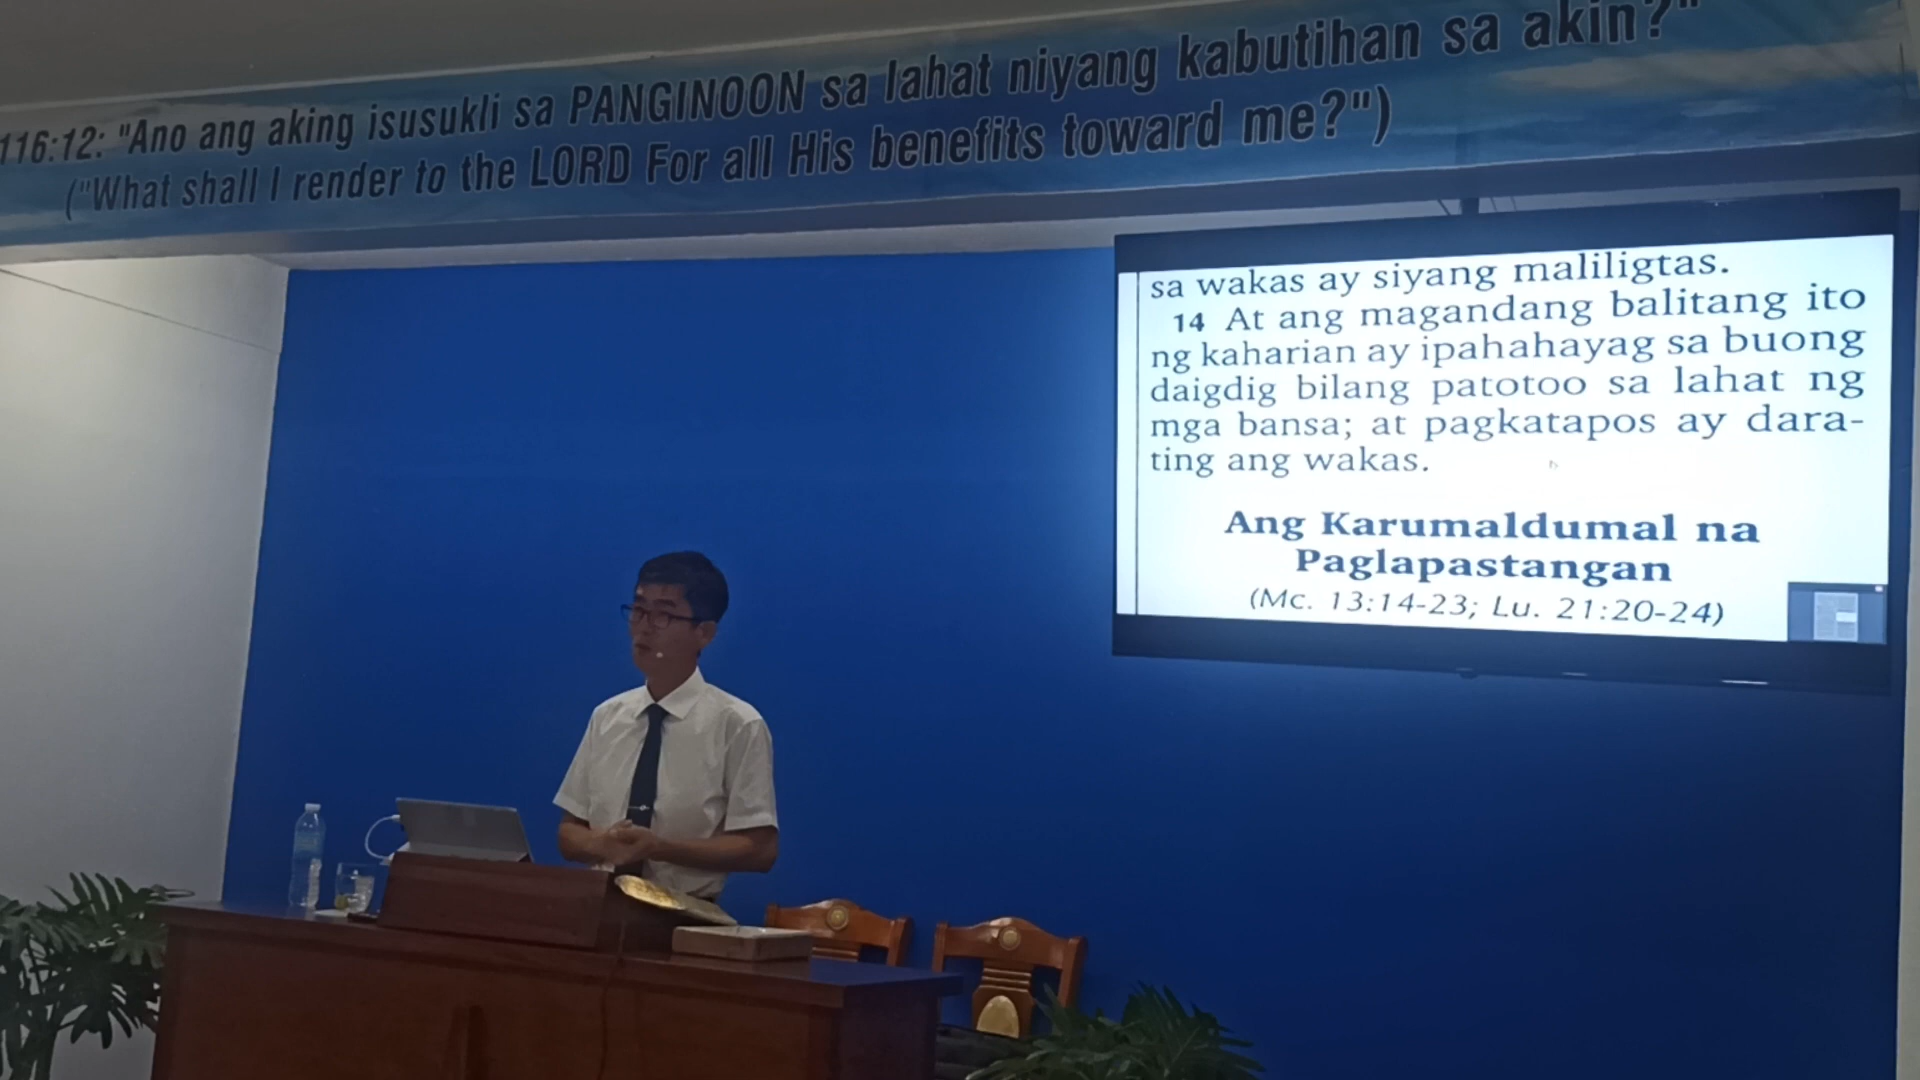 116:12: "Ano ang aking isusukli sa PANGINOON sa lahat niyang kabutihan sa akin?"
("What shall I render to the LORD For all His benefits toward me?")
sa wakas ay siyang maliligtas.
14 At ang magandang balitang ito
ng kaharian ay ipahahayag sa buong
daigdig bilang patotoo sa lahat ng
mga bansa; at pagkatapos ay dara-
ting ang wakas.
Ang Karumaldumal na
Paglapastangan
(Mc. 13:14-23; Lu. 21:20-24)